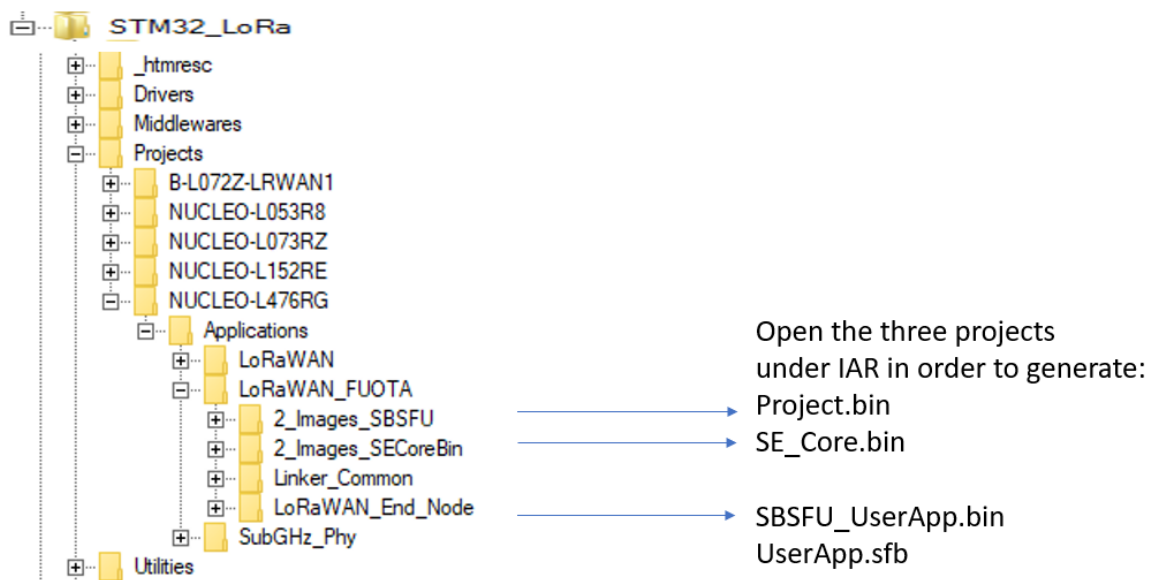 STM32_LoRa
_htmresc
Drivers
Middlewares
Projects
B-L072Z-LRWAN1
NUCLEO-L053R8
NUCLEO-L073RZ
NUCLEO-L152RE
NUCLEO-L476RG
Applications
LoRaWAN
LoRaWAN_FUOTA
2_Images_SBSFU
2_Images_SECoreBin
Linker_Common
LoRaWAN_End_Node
SubGHz_Phy
Utilities
Open the three projects
under IAR in order to generate:
Project.bin
SE_Core.bin
SBSFU_UserApp.bin
UserApp.sfb